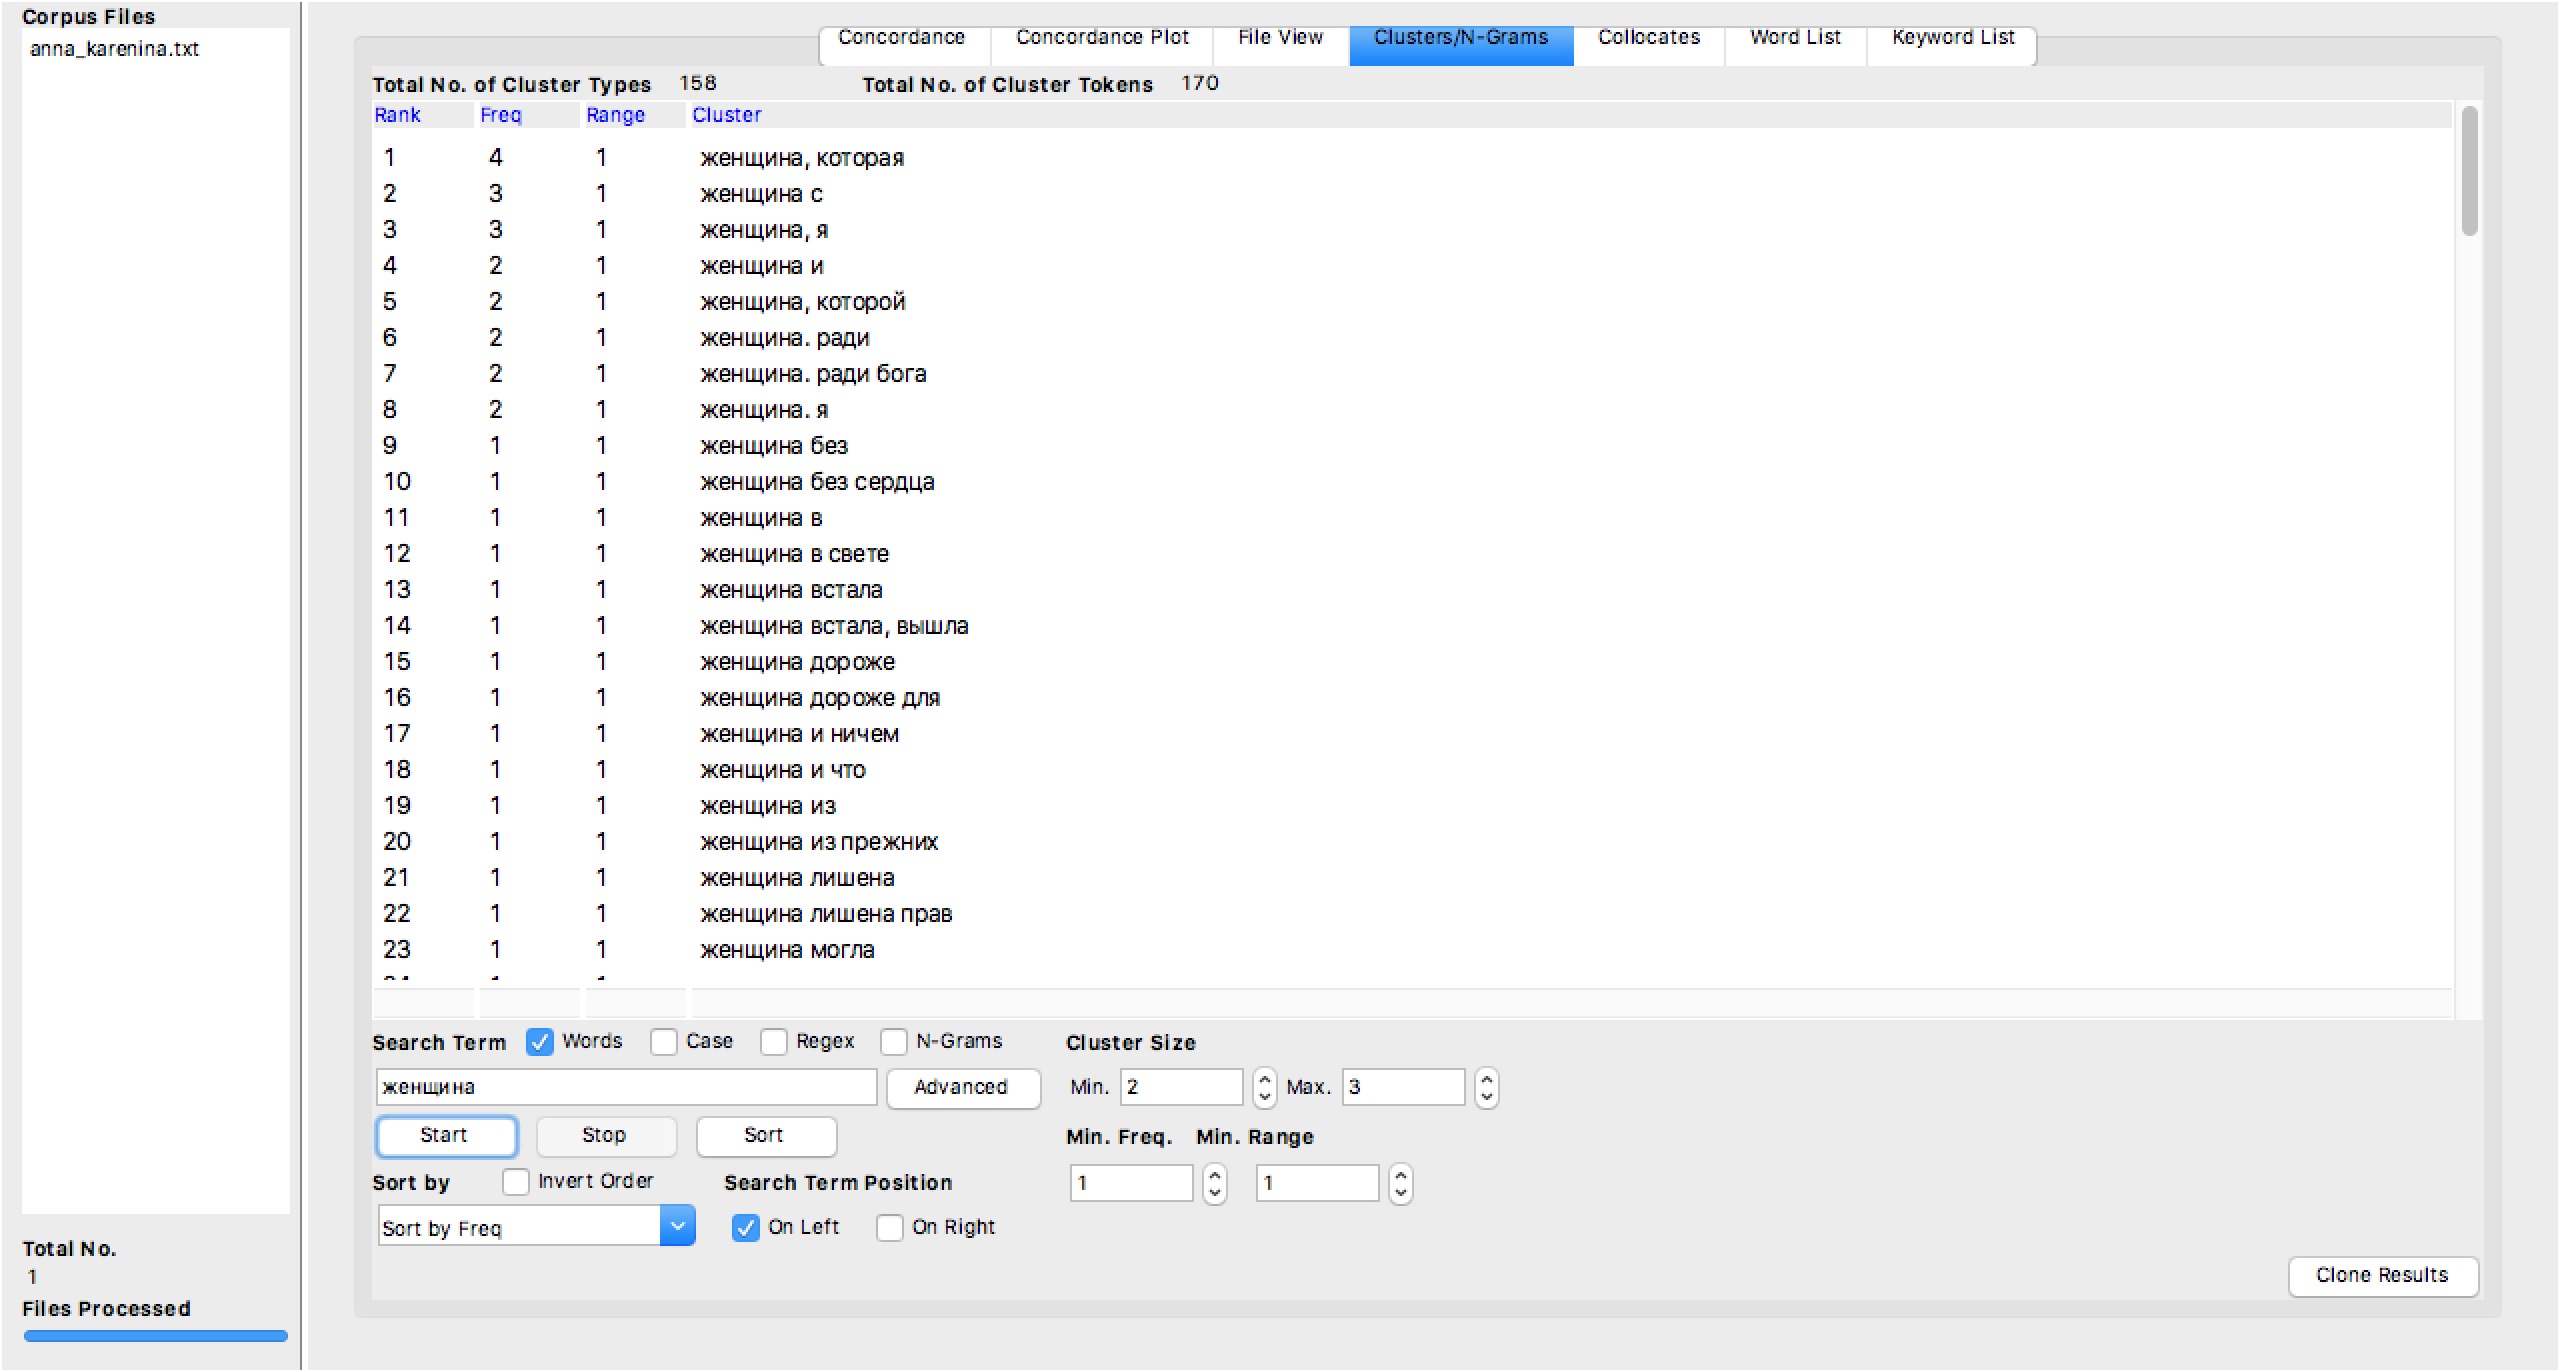 Corpus Files
anna_karenina.txt
Concordance Concordance Plot File View Clusters/N-Grams Collocates Word List Keyword List
Total No. of Cluster Types 158 Total No. of Cluster Tokens 170
Rank Freq Range Cluster
1 4 1 женщина, которая
2 3 1 женщина с
3 3 1 женщина, я
4 2 1 женщина и
5 2 1 женщина, которой
6 2 1 женщина. ради
7 2 1 женщина. ради бога
8 2 1 женщина. я
9 1 1 женщина без
10 1 1 женщина без сердца
11 1 1 женщина в
12 1 1 женщина в свете
13 1 1 женщина встала
14 1 1 женщина встала, вышла
15 1 1 женщина дороже
16 1 1 женщина дороже для
17 1 1 женщина и ничем
18 1 1 женщина и что
19 1 1 женщина из
20 1 1 женщина из прежних
21 1 1 женщина лишена
22 1 1 женщина лишена прав
23 1 1 женщина могла
Search Term Words Case Regex N-Grams Cluster Size
женщина Advanced Min. 2 Max. 3
Start Stop Sort Min. Freq. Min. Range
Sort by Invert Order Search Term Position 1 1
Sort by Freq On Left On Right
Total No.
1
Files Processed
Clone Results